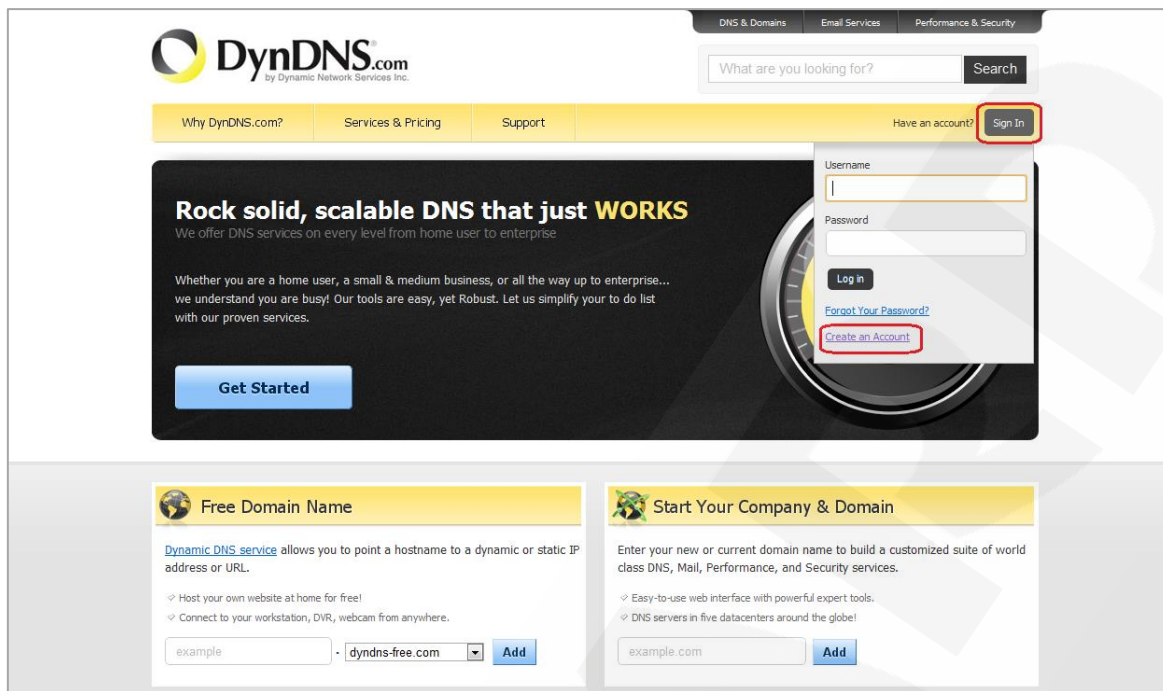 DNS & Domains Email Services Performance & Security
DynDNS.com
by Dynamic Network Services Inc.
What are you looking for? Search
Why DynDNS.com? Services & Pricing Support Have an account? Sign In
Username
Password
Log in
Forgot Your Password?
Create an Account
Rock solid, scalable DNS that just WORKS
We offer DNS services on every level from home user to enterprise
Whether you are a home user, a small & medium business, or all the way up to enterprise...
we understand you are busy! Our tools are easy, yet Robust. Let us simplify your to do list
with our proven services.
Get Started
Free Domain Name
Dynamic DNS service allows you to point a hostname to a dynamic or static IP
address or URL.
Host your own website at home for free!
Connect to your workstation, DVR, webcam from anywhere.
example . dyndns-free.com Add
Start Your Company & Domain
Enter your new or current domain name to build a customized suite of world
class DNS, Mail, Performance, and Security services.
Easy-to-use web interface with powerful expert tools.
DNS servers in five datacenters around the globe!
example.com Add